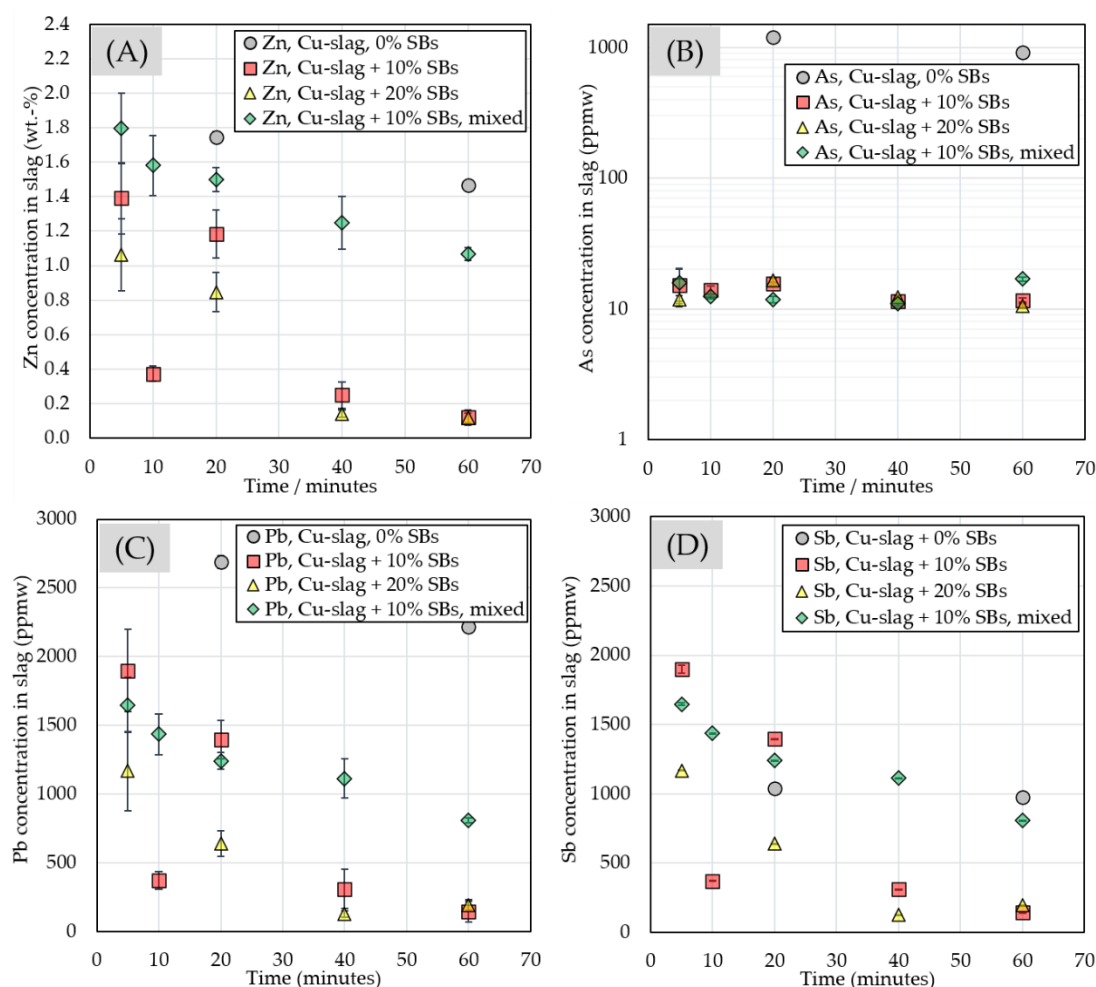 (A)
Zn, Cu-slag, 0% SBs
Zn, Cu-slag + 10% SBs
Zn, Cu-slag + 20% SBs
Zn, Cu-slag + 10% SBs, mixed
Zn concentration in slag (wt.-%)
2.4
2.2
2.0
1.8
1.6
1.4
1.2
1.0
0.8
0.6
0.4
0.2
0.0
0 10 20 30 40 50 60 70
Time / minutes
(B)
As, Cu-slag, 0% SBs
As, Cu-slag + 10% SBs
As, Cu-slag + 20% SBs
As, Cu-slag + 10% SBs, mixed
As concentration in slag (ppmw)
1000
100
10
1
0 10 20 30 40 50 60 70
Time / minutes
(C)
Pb, Cu-slag, 0% SBs
Pb, Cu-slag + 10% SBs
Pb, Cu-slag + 20% SBs
Pb, Cu-slag + 10% SBs, mixed
Pb concentration in slag (ppmw)
3000
2500
2000
1500
1000
500
0
0 10 20 30 40 50 60 70
Time (minutes)
(D)
Sb, Cu-slag + 0% SBs
Sb, Cu-slag + 10% SBs
Sb, Cu-slag + 20% SBs
Sb, Cu-slag + 10% SBs, mixed
Sb concentration in slag (ppmw)
3000
2500
2000
1500
1000
500
0
0 10 20 30 40 50 60 70
Time (minutes)